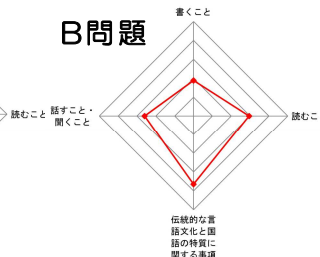 書くこと
B問題
読むこと
話すこと・
聞くこと
読むこ
伝統的な言
語文化と国
語の特質に
関する事項